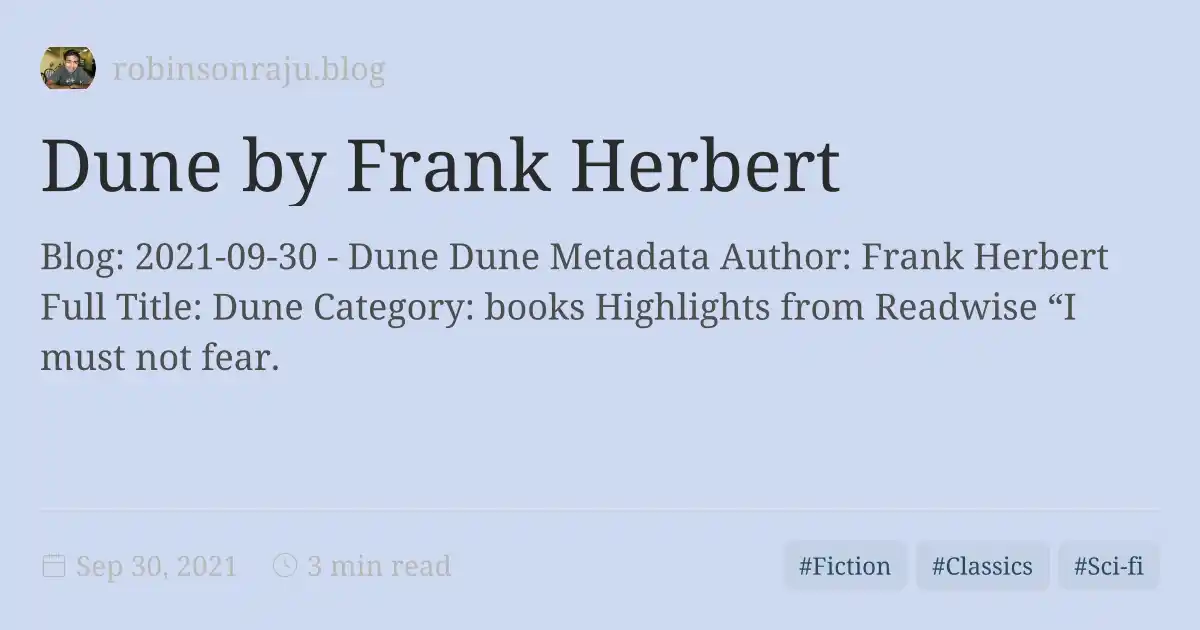 robinsonraju.blog
Dune by Frank Herbert
Blog: 2021-09-30 - Dune Dune Metadata Author: Frank Herbert
Full Title: Dune Category: books Highlights from Readwise “I
must not fear.
Sep 30, 2021 3 min read #Fiction #Classics #Sci-fi